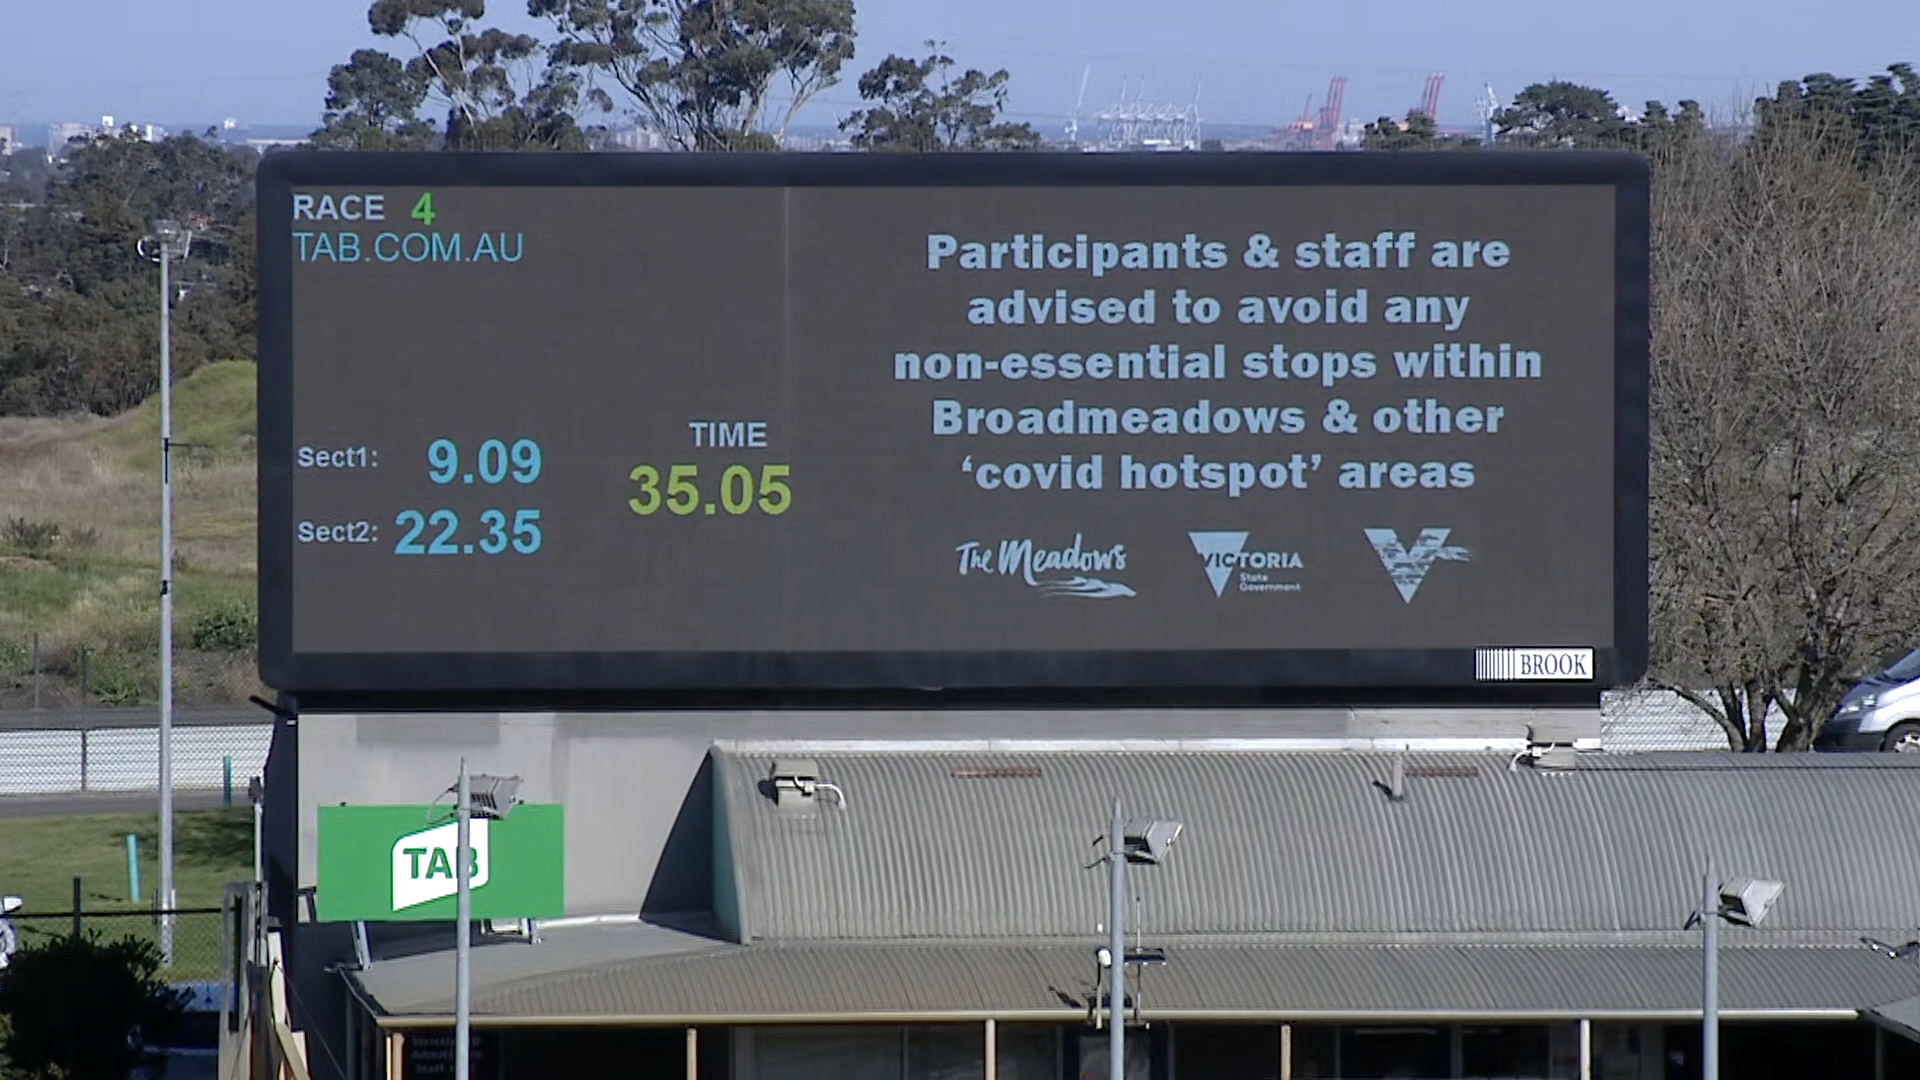 RACE 4
TAB.COM.AU
Sect1: 9.09
Sect2: 22.35
TIME
35.05
Participants & staff are
advised to avoid any
non-essential stops within
Broadmeadows & other
‘covid hotspot’ areas
The Meadows
VICTORIA
State
Government
BROOK
TAB